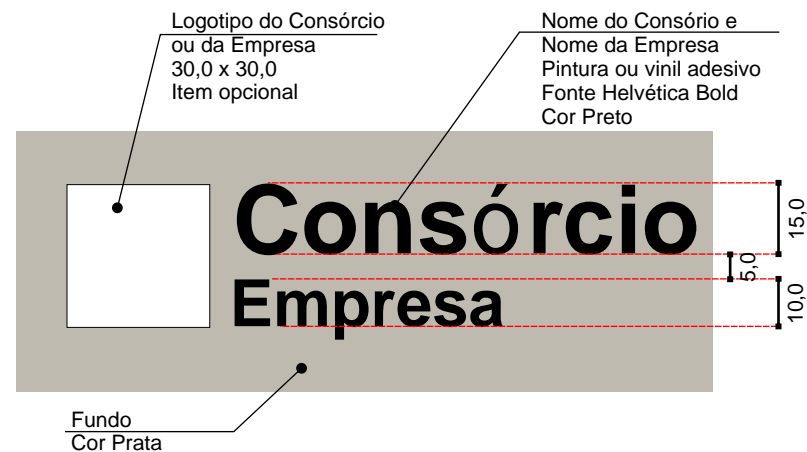 Logotipo do Consórcio
ou da Empresa
30,0 x 30,0
Item opcional
Nome do Consório e
Nome da Empresa
Pintura ou vinil adesivo
Fonte Helvética Bold
Cor Preto
Consórcio
Empresa
15,0
5,0
10,0
Fundo
Cor Prata